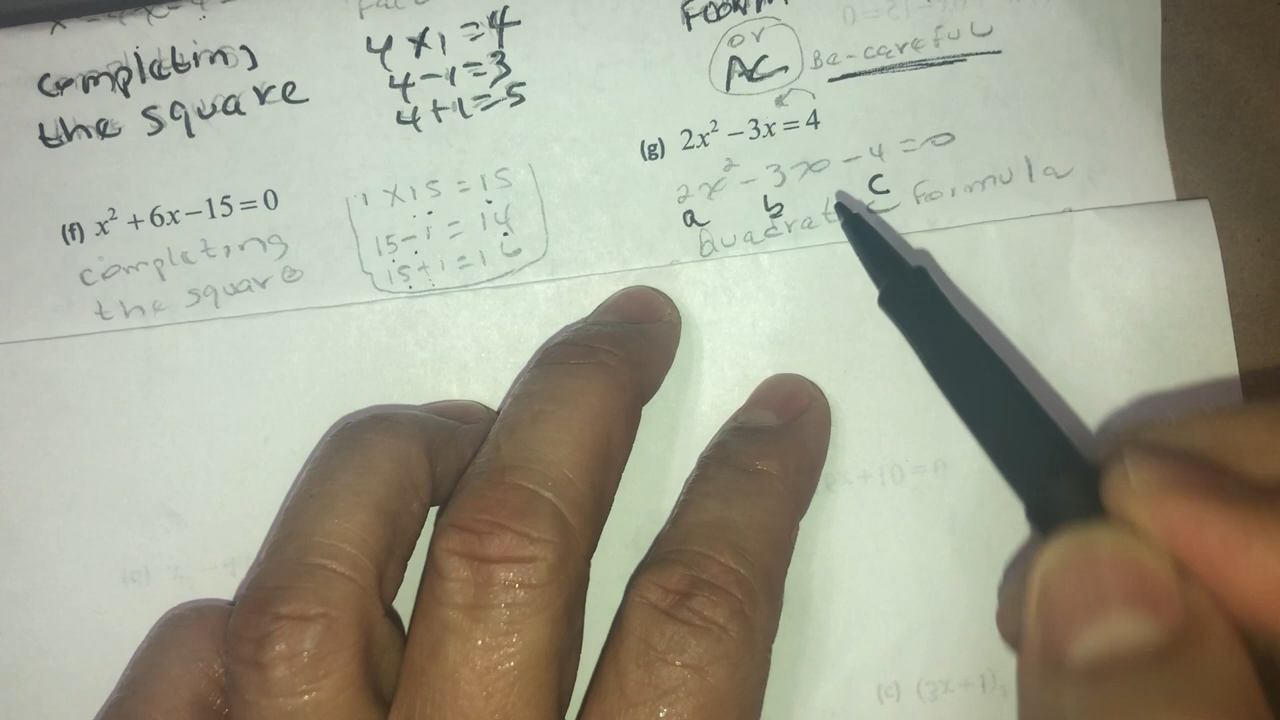 completing
the square
4 × 1 = 4
4 - 1 = 3
4 + 1 = 5
or
AC
Be-careful
(g) 2x² − 3x = 4
2x² - 3x - 4 = 0
a b c
Quadratic Formula
(f) x² + 6x − 15 = 0
completing
the square
1 × 15 = 15
15 - 1 = 14
15 + 1 = 16